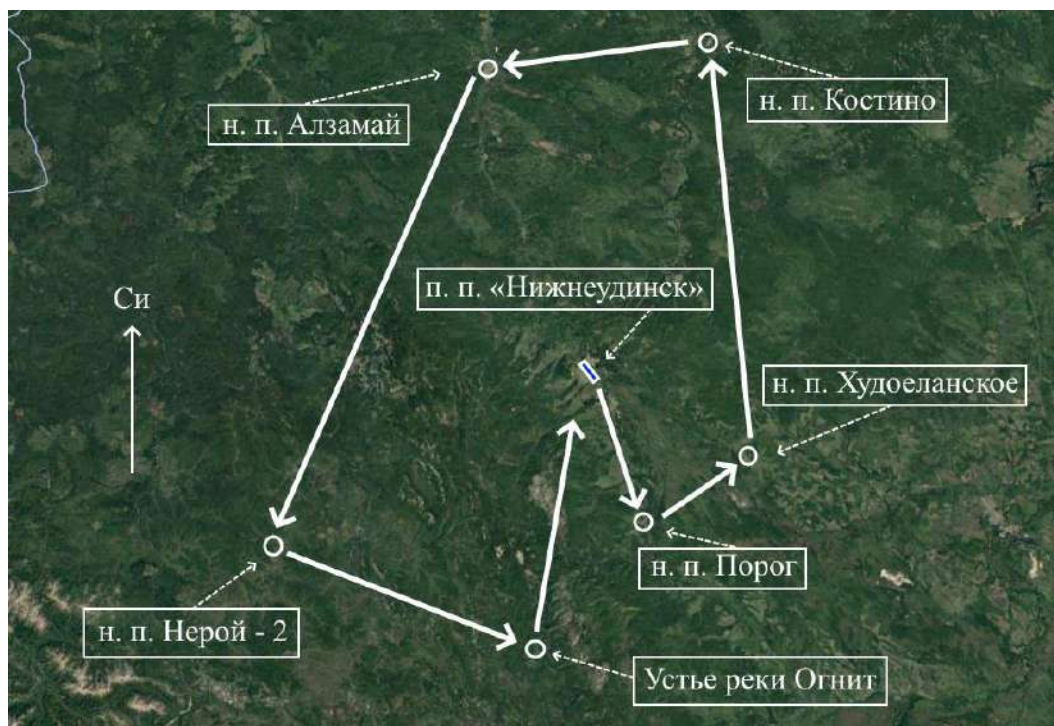 н. п. Костино
н. п. Алзамай
п. п. «Нижнеудинск»
Си
н. п. Худоеланское
н. п. Порог
н. п. Нерой - 2
Устье реки Огнит